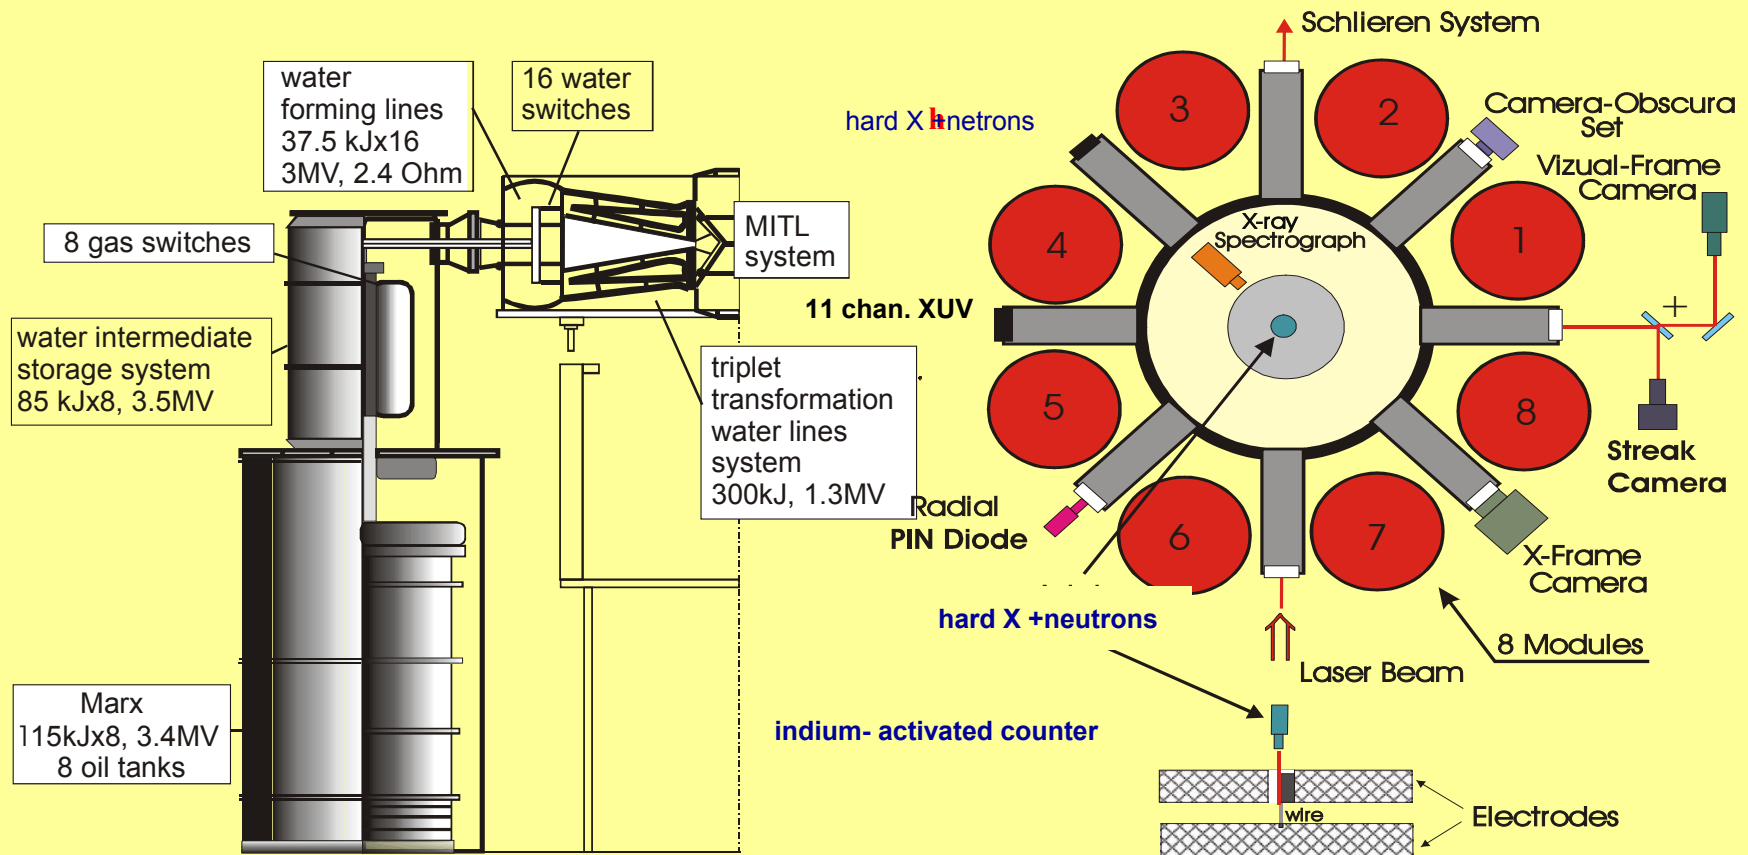 water
forming lines
37.5 kJx16
3MV, 2.4 Ohm
16 water
switches
8 gas switches
MITL
system
water intermediate
storage system
85 kJx8, 3.5MV
triplet
transformation
water lines
system
300kJ, 1.3MV
Marx
115kJx8, 3.4MV
8 oil tanks
Schlieren System
hard X +netrons
Camera-Obscura
Set
Vizual-Frame
Camera
3
2
X-ray
Spectrograph
4
1
11 chan. XUV
5
8
Streak
Camera
Radial
PIN Diode
6
7
X-Frame
Camera
hard X +neutrons
8 Modules
Laser Beam
indium- activated counter
wire
Electrodes